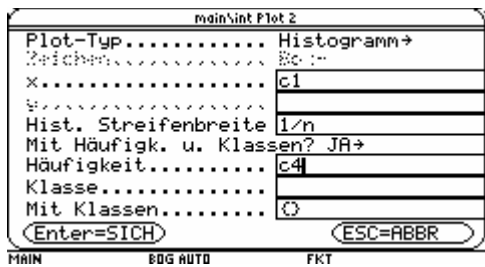 main\int Plot 2
Plot-Typ............. Histogramm→
Zeichen.............
x..................... c1
y.....................
Hist. Streifenbreite 1/n
Mit Häufigk. u. Klassen? JA→
Häufigkeit.......... c4
Klasse...............
Mit Klassen......... {}
Enter=SICH ESC=ABBR
MAIN BOG AUTO FKT